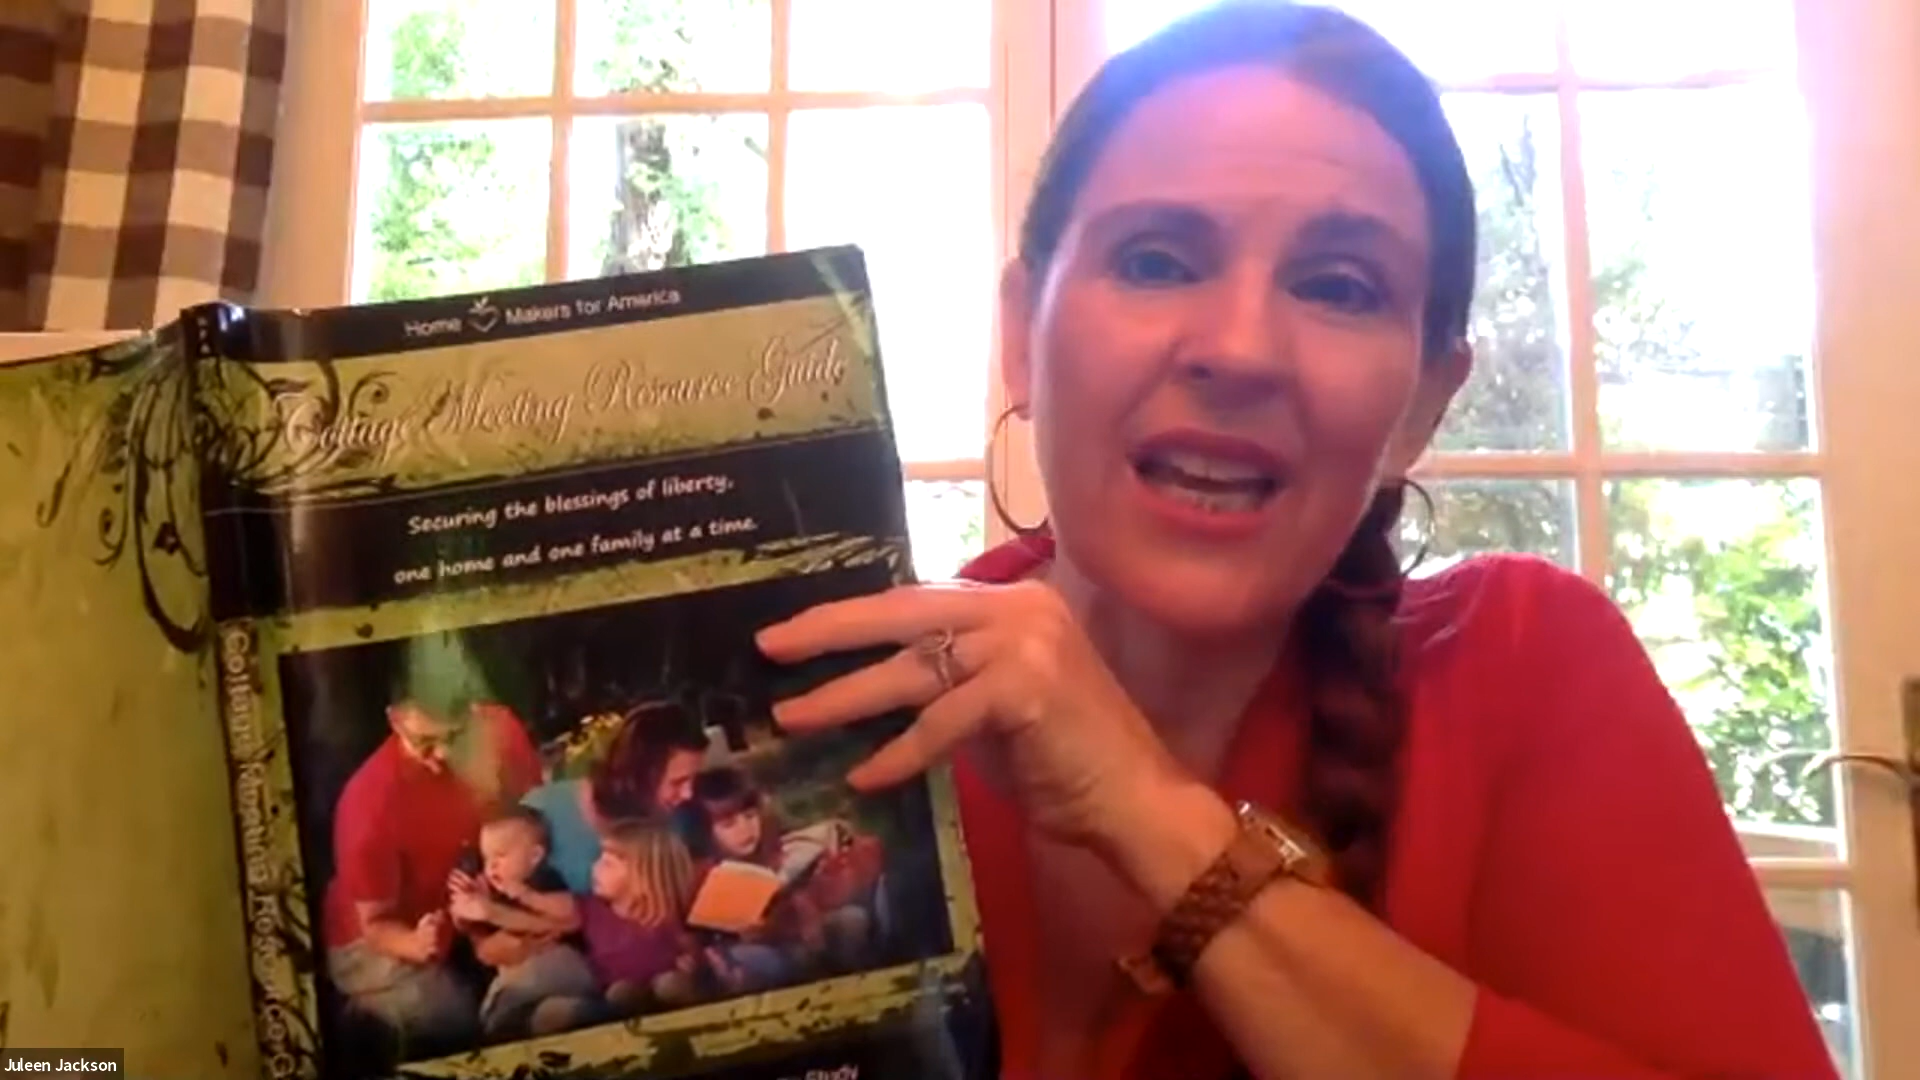 Home Makers for America
Cottage Meeting Resource Guide
Securing the blessings of liberty,
one home and one family at a time.
Cottage Meeting Resource G
Study
Juleen Jackson